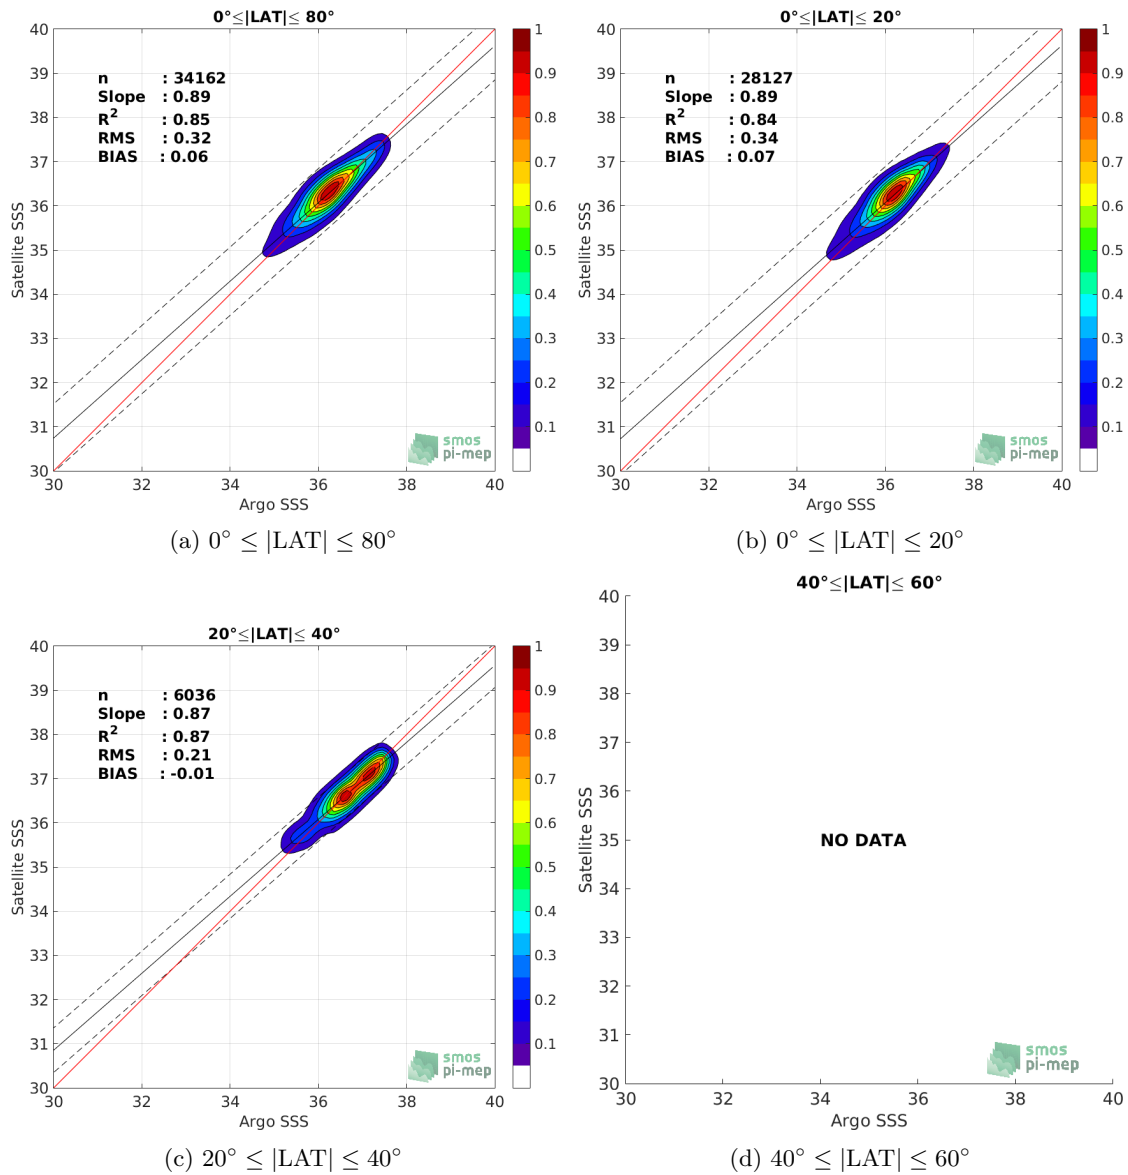 0°≤|LAT|≤ 80°
40
39
38
37
36
35
34
33
32
31
30
Satellite SSS
n : 34162
Slope : 0.89
R2 : 0.85
RMS : 0.32
BIAS : 0.06
smos
pi-mep
30 32 34 36 38 40
Argo SSS
1
0.9
0.8
0.7
0.6
0.5
0.4
0.3
0.2
0.1
(a) 0° ≤ |LAT| ≤ 80°
0°≤|LAT|≤ 20°
40
39
38
37
36
35
34
33
32
31
30
Satellite SSS
n : 28127
Slope : 0.89
R2 : 0.84
RMS : 0.34
BIAS : 0.07
smos
pi-mep
30 32 34 36 38 40
Argo SSS
1
0.9
0.8
0.7
0.6
0.5
0.4
0.3
0.2
0.1
(b) 0° ≤ |LAT| ≤ 20°
20°≤|LAT|≤ 40°
40
39
38
37
36
35
34
33
32
31
30
Satellite SSS
n : 6036
Slope : 0.87
R2 : 0.87
RMS : 0.21
BIAS : -0.01
smos
pi-mep
30 32 34 36 38 40
Argo SSS
1
0.9
0.8
0.7
0.6
0.5
0.4
0.3
0.2
0.1
(c) 20° ≤ |LAT| ≤ 40°
40°≤|LAT|≤ 60°
40
39
38
37
36
35
34
33
32
31
30
Satellite SSS
NO DATA
smos
pi-mep
30 32 34 36 38 40
Argo SSS
(d) 40° ≤ |LAT| ≤ 60°